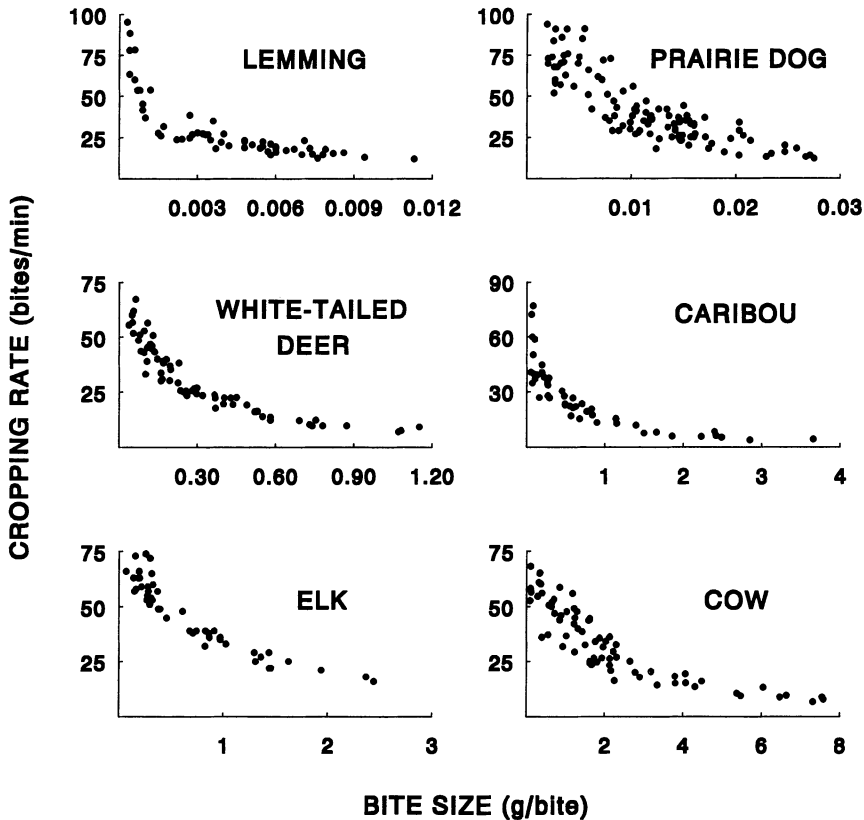 100
75
50
25
LEMMING
0.003 0.006 0.009 0.012
100
75
50
25
PRAIRIE DOG
0.01 0.02 0.03
75
50
25
WHITE-TAILED
DEER
0.30 0.60 0.90 1.20
90
60
30
CARIBOU
1 2 3 4
75
50
25
ELK
1 2 3
75
50
25
COW
2 4 6 8
CROPPING RATE (bites/min)
BITE SIZE (g/bite)